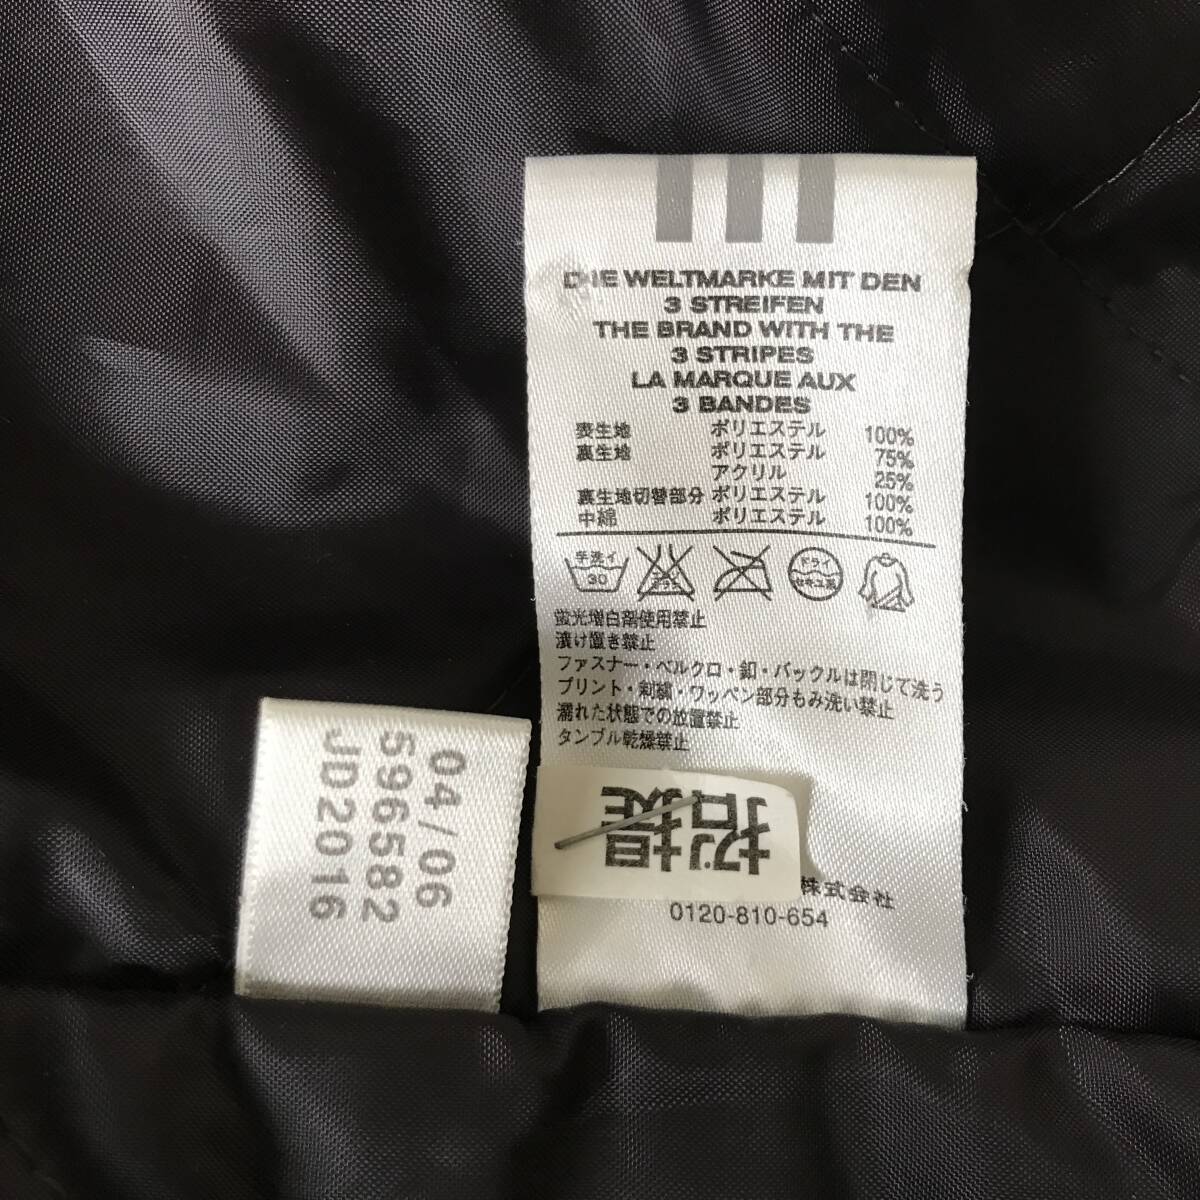 DIE WELTMARKE MIT DEN
3 STREIFEN
THE BRAND WITH THE
3 STRIPES
LA MARQUE AUX
3 BANDES
表生地 ポリエステル 100%
裏生地 ポリエステル 75%
アクリル 25%
裏生地切替部分 ポリエステル 100%
中綿 ポリエステル 100%
手洗イ
30
ドライ
セキユ系
蛍光増白剤使用禁止
漬け置き禁止
ファスナー・ベルクロ・釦・バックルは閉じて洗う
プリント・刺繍・ワッペン部分もみ洗い禁止
濡れた状態での放置禁止
タンブル乾燥禁止
株式会社
0120-810-654
04/06
596582
JD2016